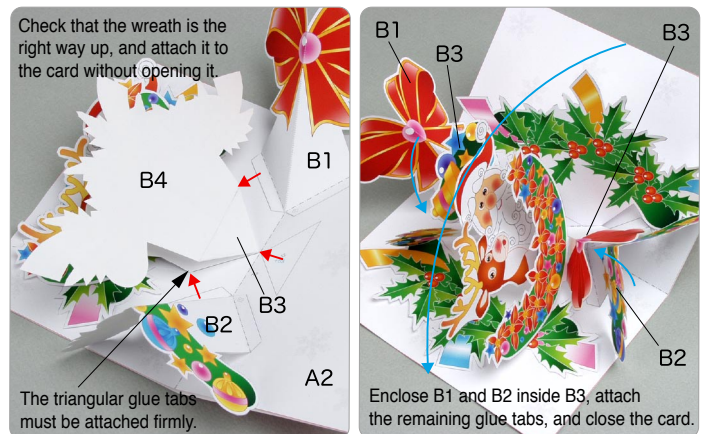 Check that the wreath is the
right way up, and attach it to
the card without opening it.
B4
B1
B3
B2
A2
The triangular glue tabs
must be attached firmly.
B1
B3
B3
B2
Enclose B1 and B2 inside B3, attach
the remaining glue tabs, and close the card.